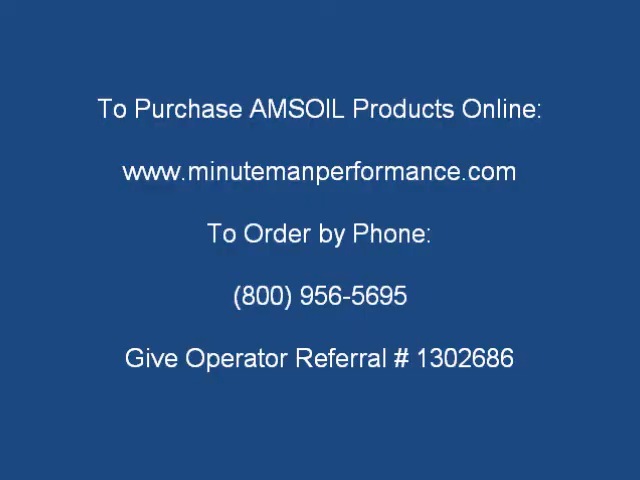 To Purchase AMSOIL Products Online:
www.minutemanperformance.com
To Order by Phone:
(800) 956-5695
Give Operator Referral # 1302686